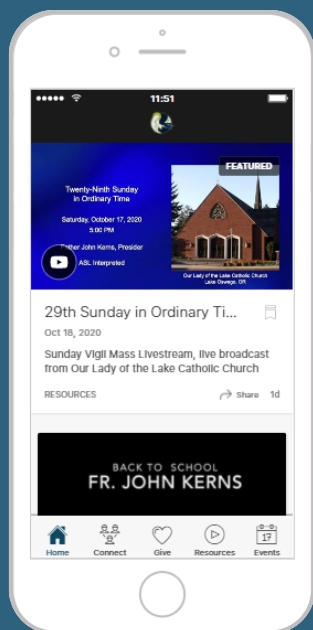 11:51
FEATURED
Twenty-Ninth Sunday
in Ordinary Time
Saturday, October 17, 2020
5:00 PM
Father John Kerns, Presider
ASL Interpreted
Our Lady of the Lake Catholic Church
Lake Oswego, OR
29th Sunday in Ordinary Ti...
Oct 18, 2020
Sunday Vigil Mass Livestream, live broadcast
from Our Lady of the Lake Catholic Church
RESOURCES Share 1d
BACK TO SCHOOL
FR. JOHN KERNS
17
Home Connect Give Resources Events